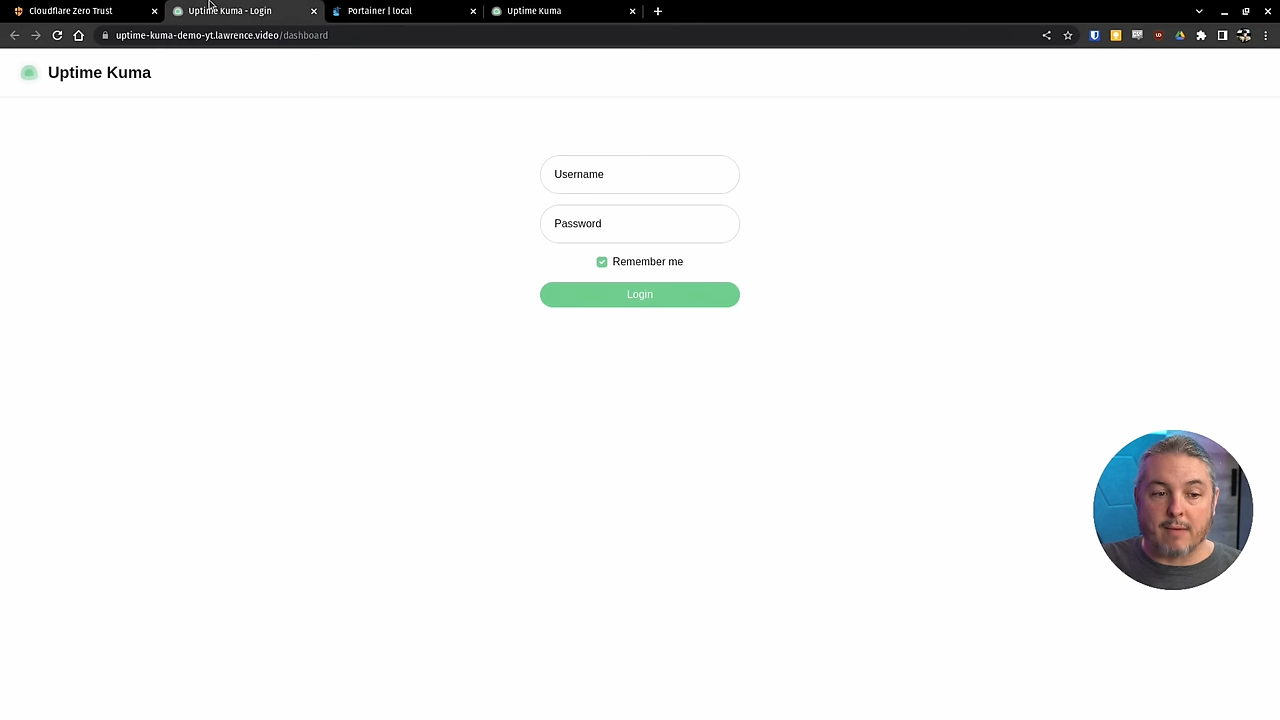 Cloudflare Zero Trust
Uptime Kuma - Login
Portainer | local
Uptime Kuma
uptime-kuma-demo-yt.lawrence.video/dashboard
Uptime Kuma
Username
Password
Remember me
Login